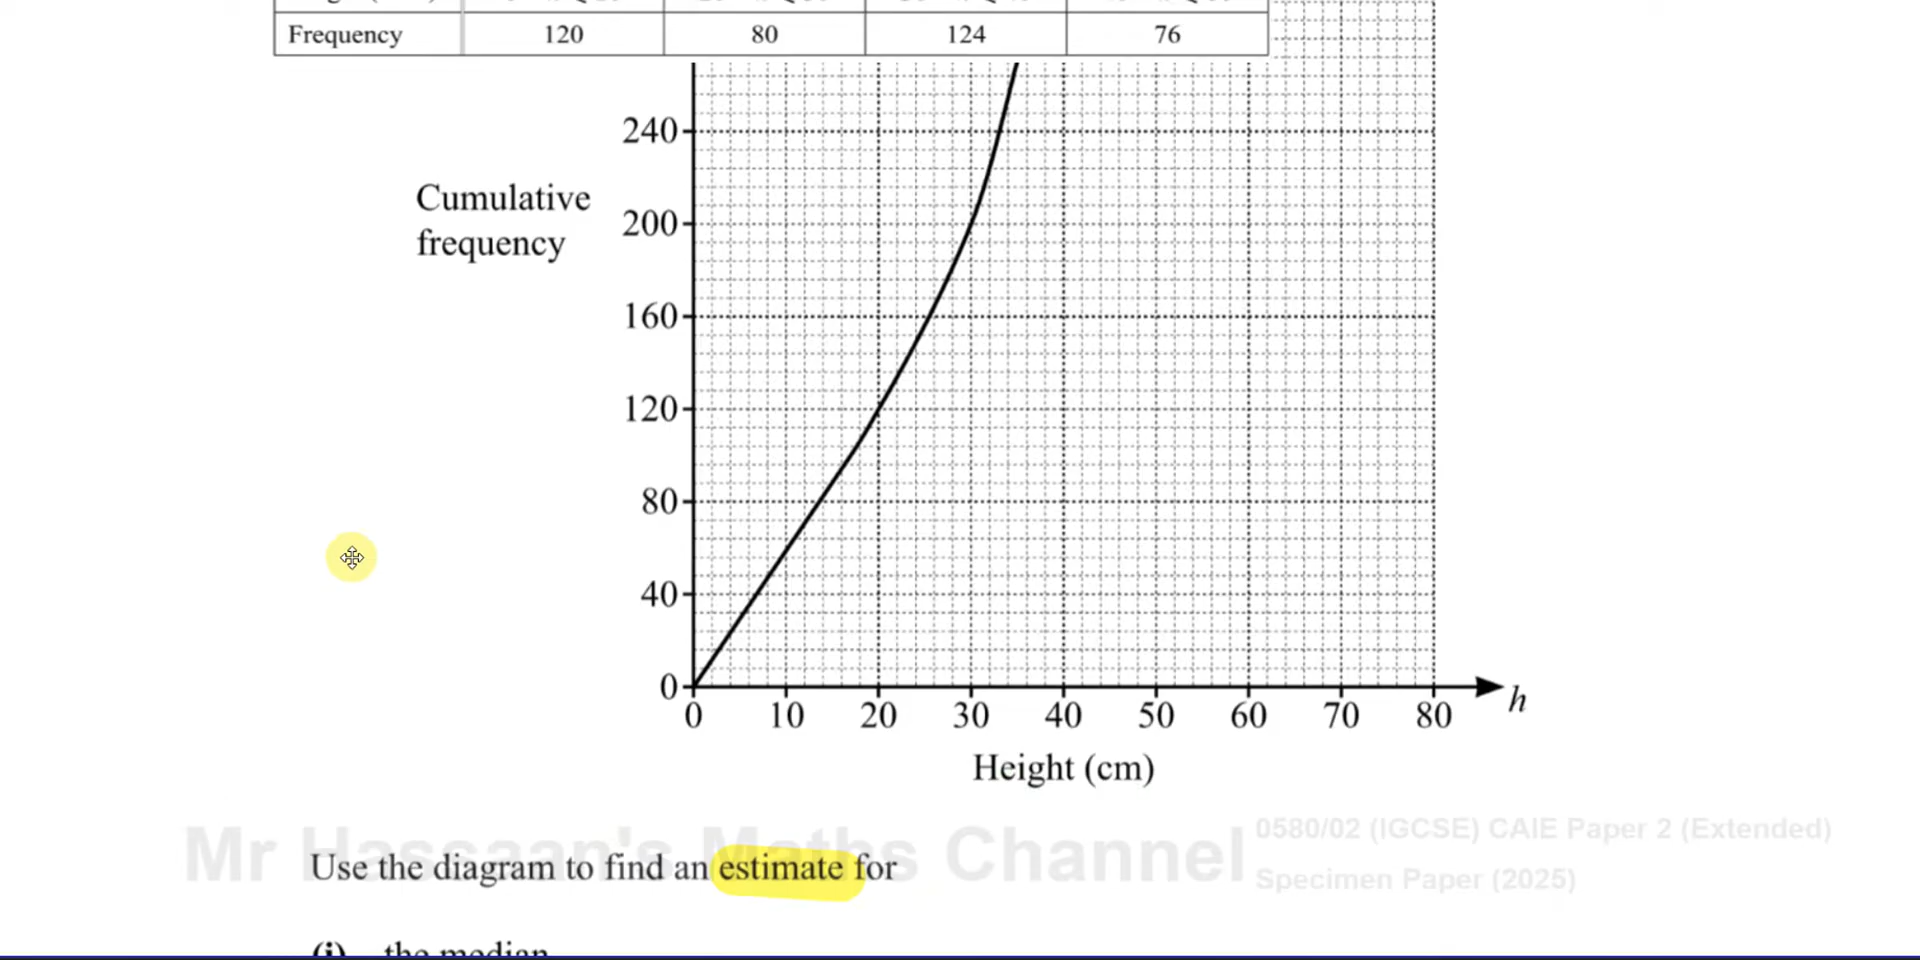 Frequency 120 80 124 76
240
Cumulative
frequency
200
160
120
80
40
0
0 10 20 30 40 50 60 70 80 h
Height (cm)
Mr Hassaan's Maths Channel
0580/02 (IGCSE) CAIE Paper 2 (Extended)
Specimen Paper (2025)
Use the diagram to find an estimate for
(i) the median